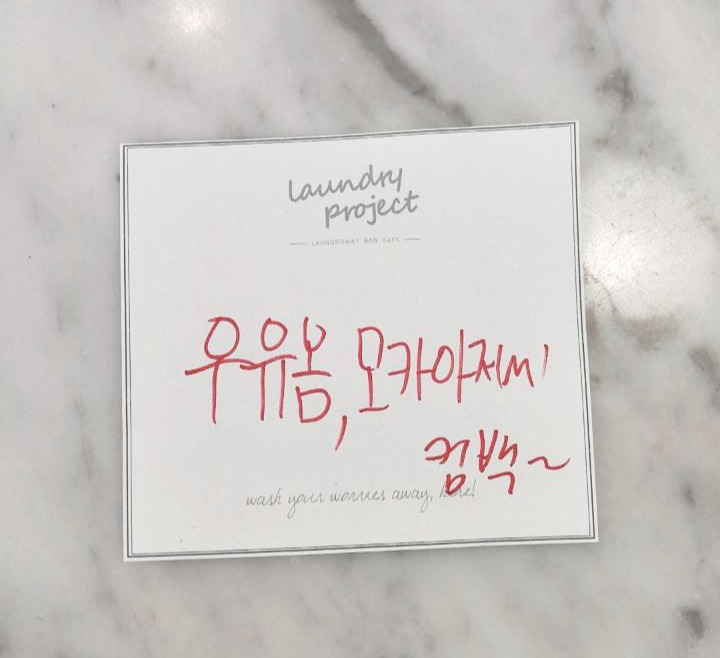 laundry
project
LAUNDROMAT BAR CAFE
우유봄, 모카아저씨
컴백~
wash your worries away, here!